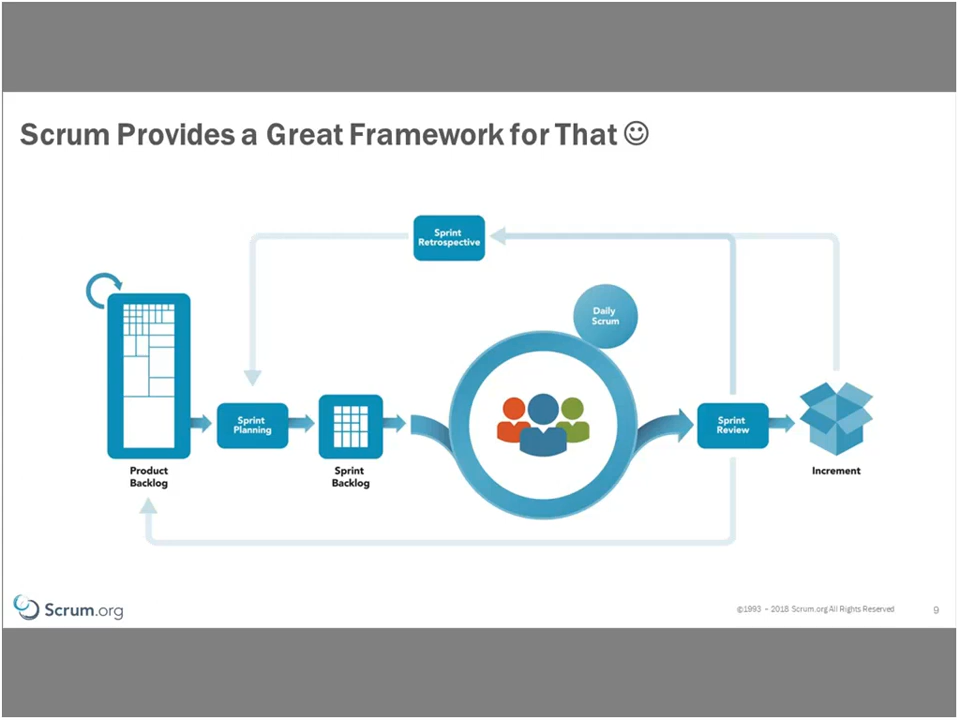 Scrum Provides a Great Framework for That ☺
Sprint
Retrospective
Daily
Scrum
Sprint
Planning
Sprint
Review
Product
Backlog
Sprint
Backlog
Increment
Scrum.org
©1993 - 2018 Scrum.org All Rights Reserved
9